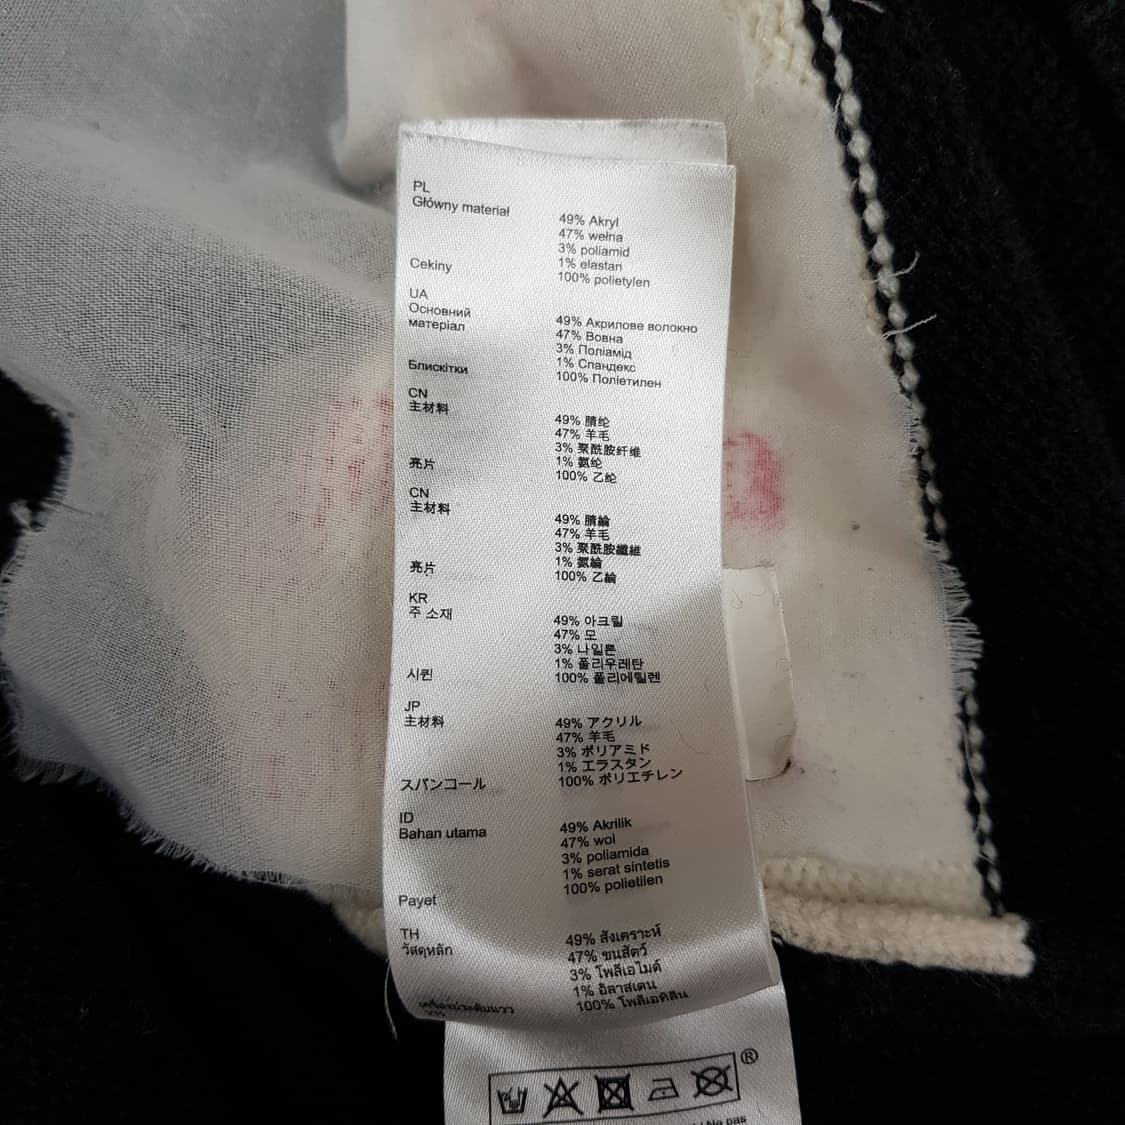 PL
Główny materiał
49% Akryl
47% wełna
3% poliamid
1% elastan
Cekiny
100% polietylen
UA
Основний
матеріал
49% Акрилове волокно
47% Вовна
3% Поліамід
1% Спандекс
Блискітки
100% Поліетилен
CN
主材料
49% 腈纶
47% 羊毛
3% 聚酰胺纤维
1% 氨纶
亮片
100% 乙纶
CN
主材料
49% 腈綸
47% 羊毛
3% 聚酰胺纖維
1% 氨綸
亮片
100% 乙綸
KR
주 소재
49% 아크릴
47% 모
3% 나일론
1% 폴리우레탄
시퀸
100% 폴리에틸렌
JP
主材料
49% アクリル
47% 羊毛
3% ポリアミド
1% エラスタン
スパンコール
100% ポリエチレン
ID
Bahan utama
49% Akrilik
47% wol
3% poliamida
1% serat sintetis
Payet
100% polietilen
TH
วัสดุหลัก
49% สังเคราะห์
47% ขนสัตว์
3% โพลีเอไมด์
1% อีลาสเตน
100% โพลีเอติลีน
®
/ Ne pas